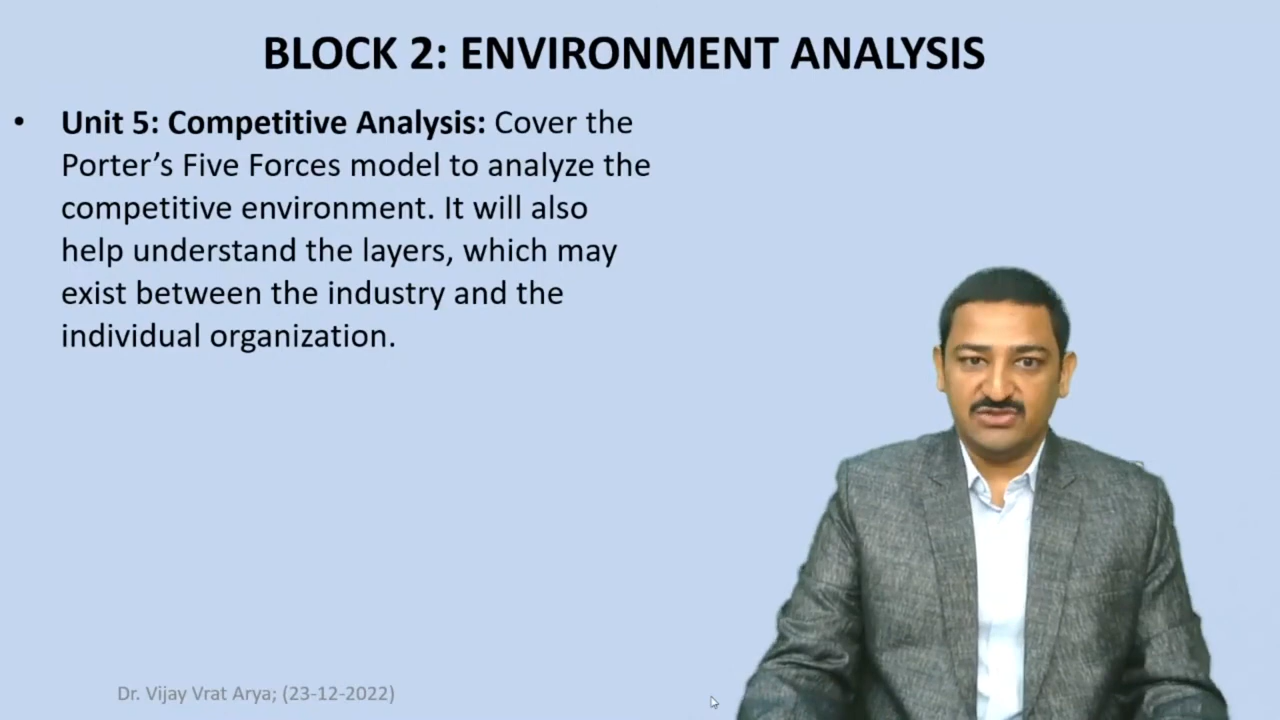 BLOCK 2: ENVIRONMENT ANALYSIS
• Unit 5: Competitive Analysis: Cover the
Porter’s Five Forces model to analyze the
competitive environment. It will also
help understand the layers, which may
exist between the industry and the
individual organization.
Dr. Vijay Vrat Arya; (23-12-2022)